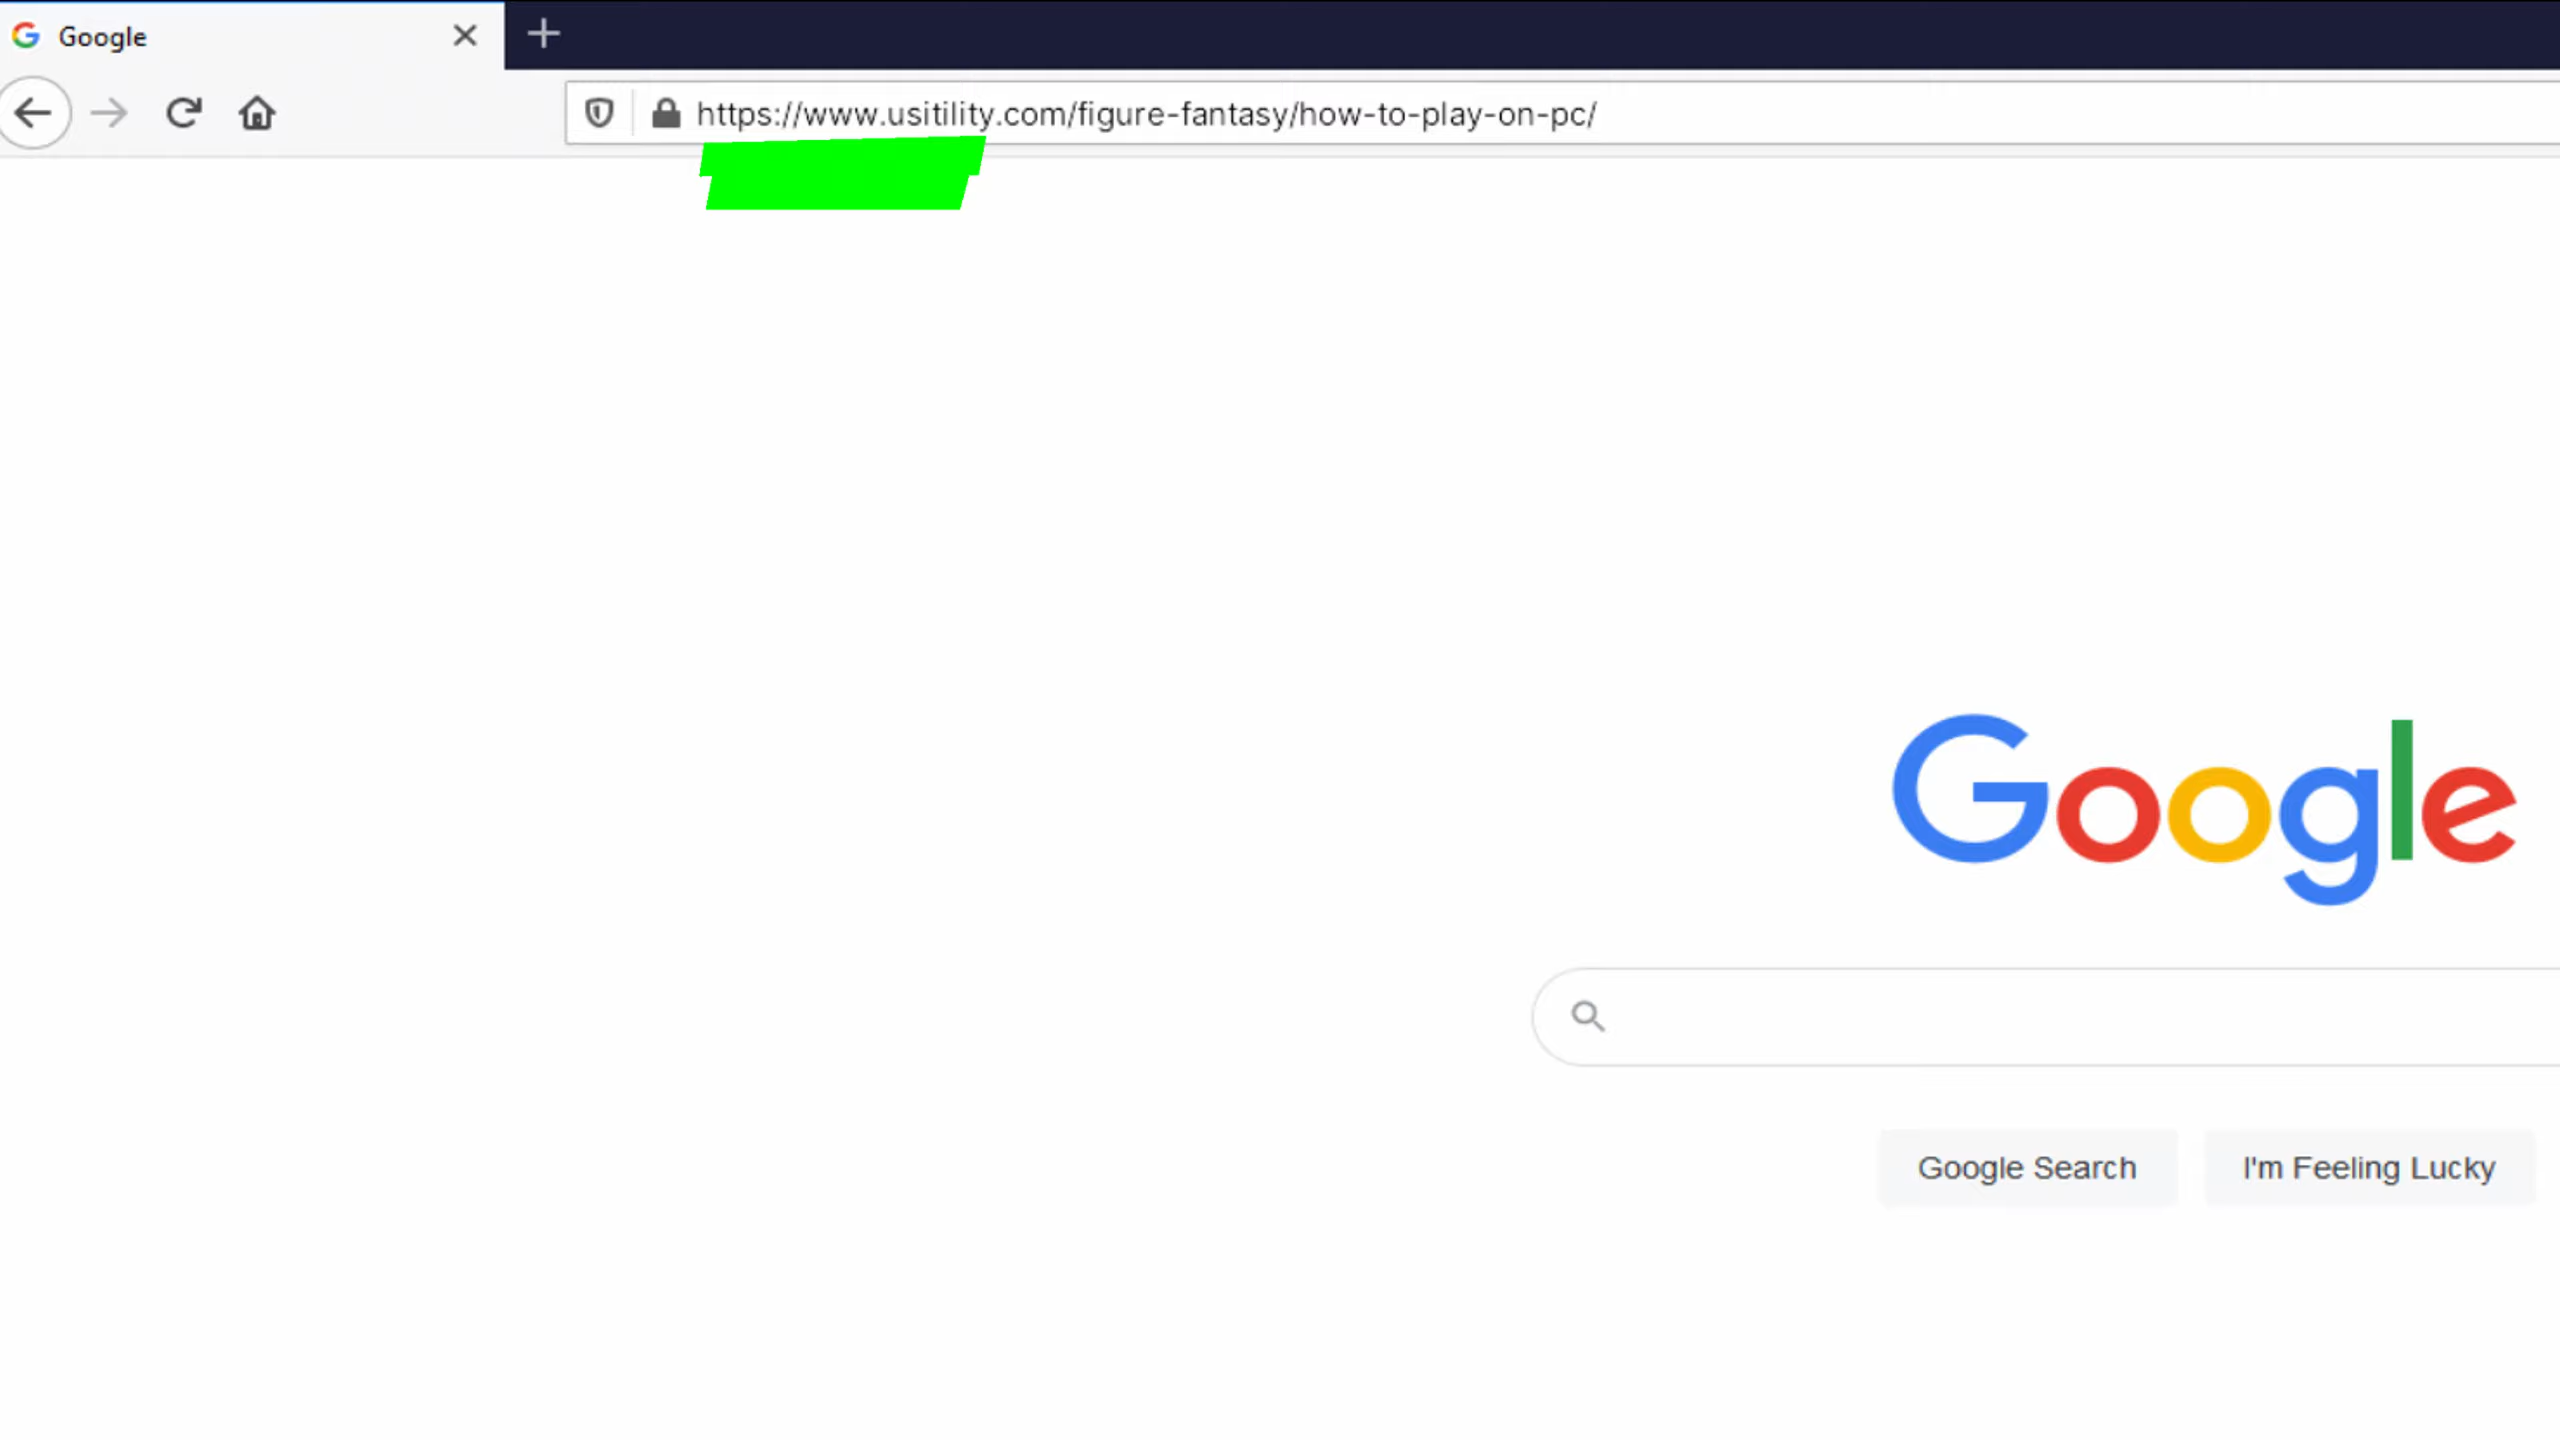 Google
https://www.usitility.com/figure-fantasy/how-to-play-on-pc/
Google
Google Search
I'm Feeling Lucky